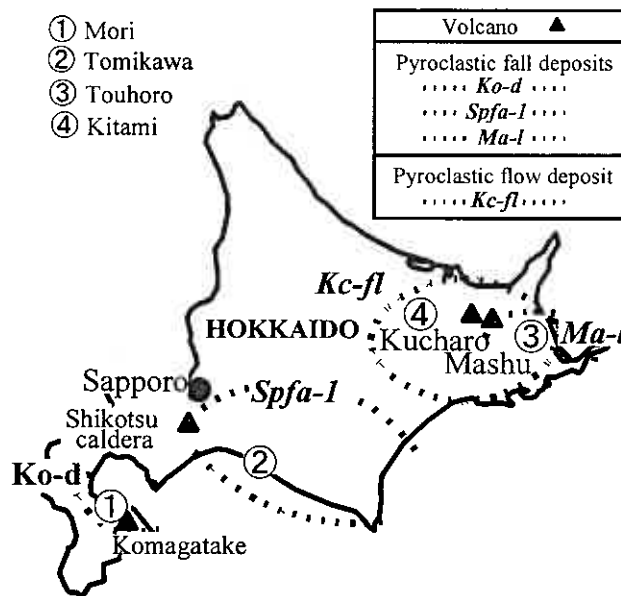 ① Mori
② Tomikawa
③ Touhoro
④ Kitami
Volcano ▲
Pyroclastic fall deposits
Ko-d
Spfa-1
Ma-l
Pyroclastic flow deposit
Kc-fl
Kc-fl
④
HOKKAIDO
Kucharo
③
Ma-l
Mashu
Sapporo
Spfa-1
Shikotsu
caldera
②
Ko-d
①
Komagatake